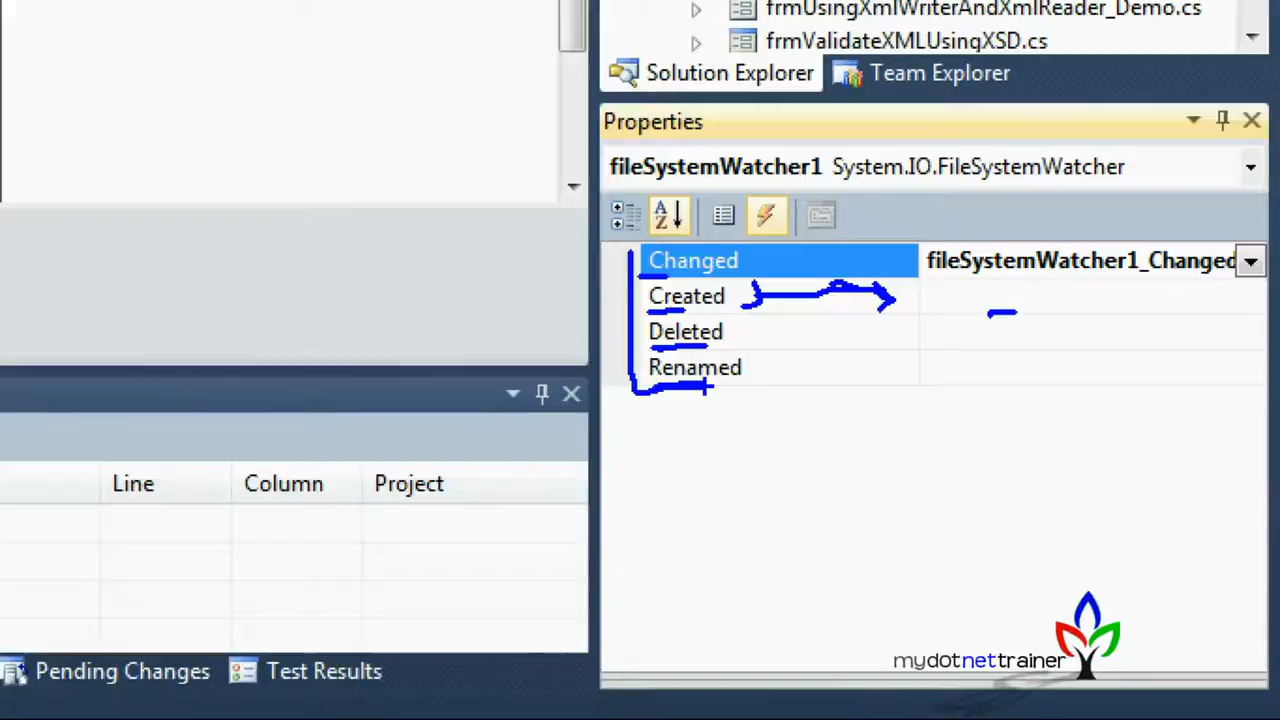 frmUsingXmlWriterAndXmlReader_Demo.cs
frmValidateXMLUsingXSD.cs
Solution Explorer Team Explorer
Properties
fileSystemWatcher1 System.IO.FileSystemWatcher
Changed fileSystemWatcher1_Changed
Created
Deleted
Renamed
Line Column Project
Pending Changes Test Results
mydotnettrainer